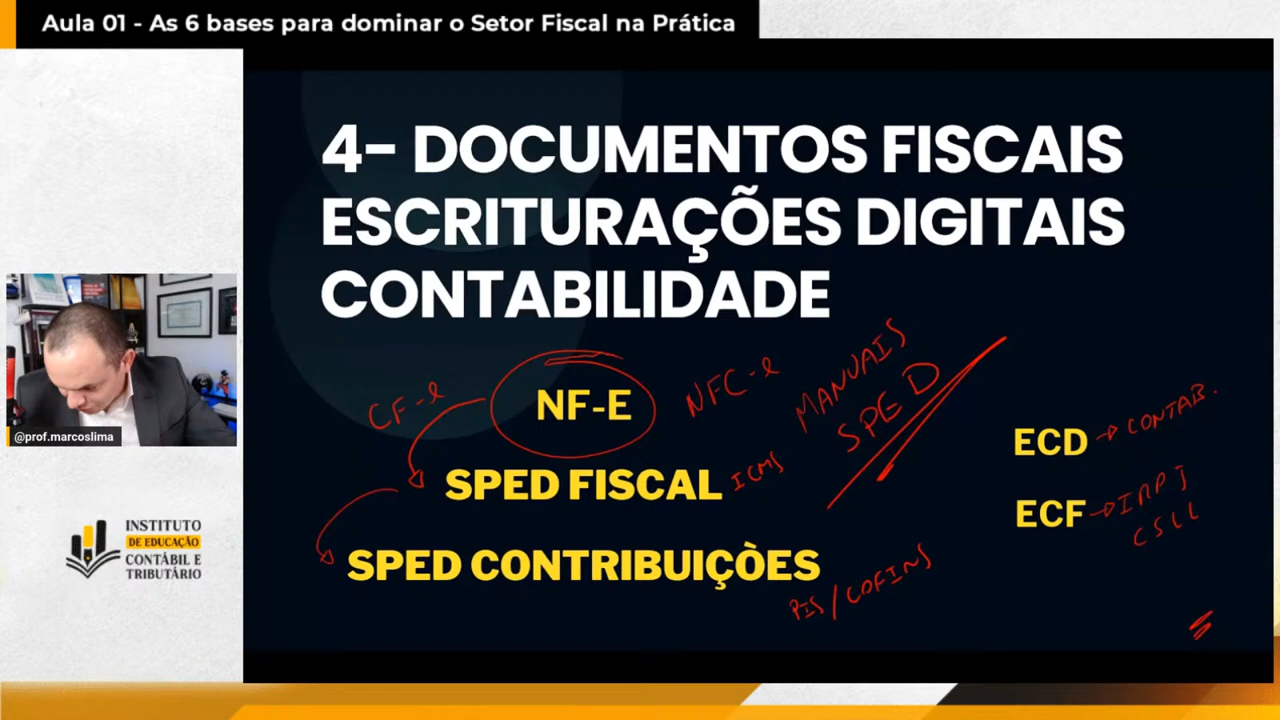 Aula 01 - As 6 bases para dominar o Setor Fiscal na Prática
4- DOCUMENTOS FISCAIS
ESCRITURAÇÕES DIGITAIS
CONTABILIDADE
CF-e
NF-E
NFC-e
MANUAIS
SPED
SPED FISCAL
ICMS
SPED CONTRIBUIÇÒES
PIS/COFINS
ECD
CONTAB.
ECF
IRPJ
CSLL
@prof.marcoslima
INSTITUTO
DE EDUCAÇÃO
CONTÁBIL E
TRIBUTÁRIO